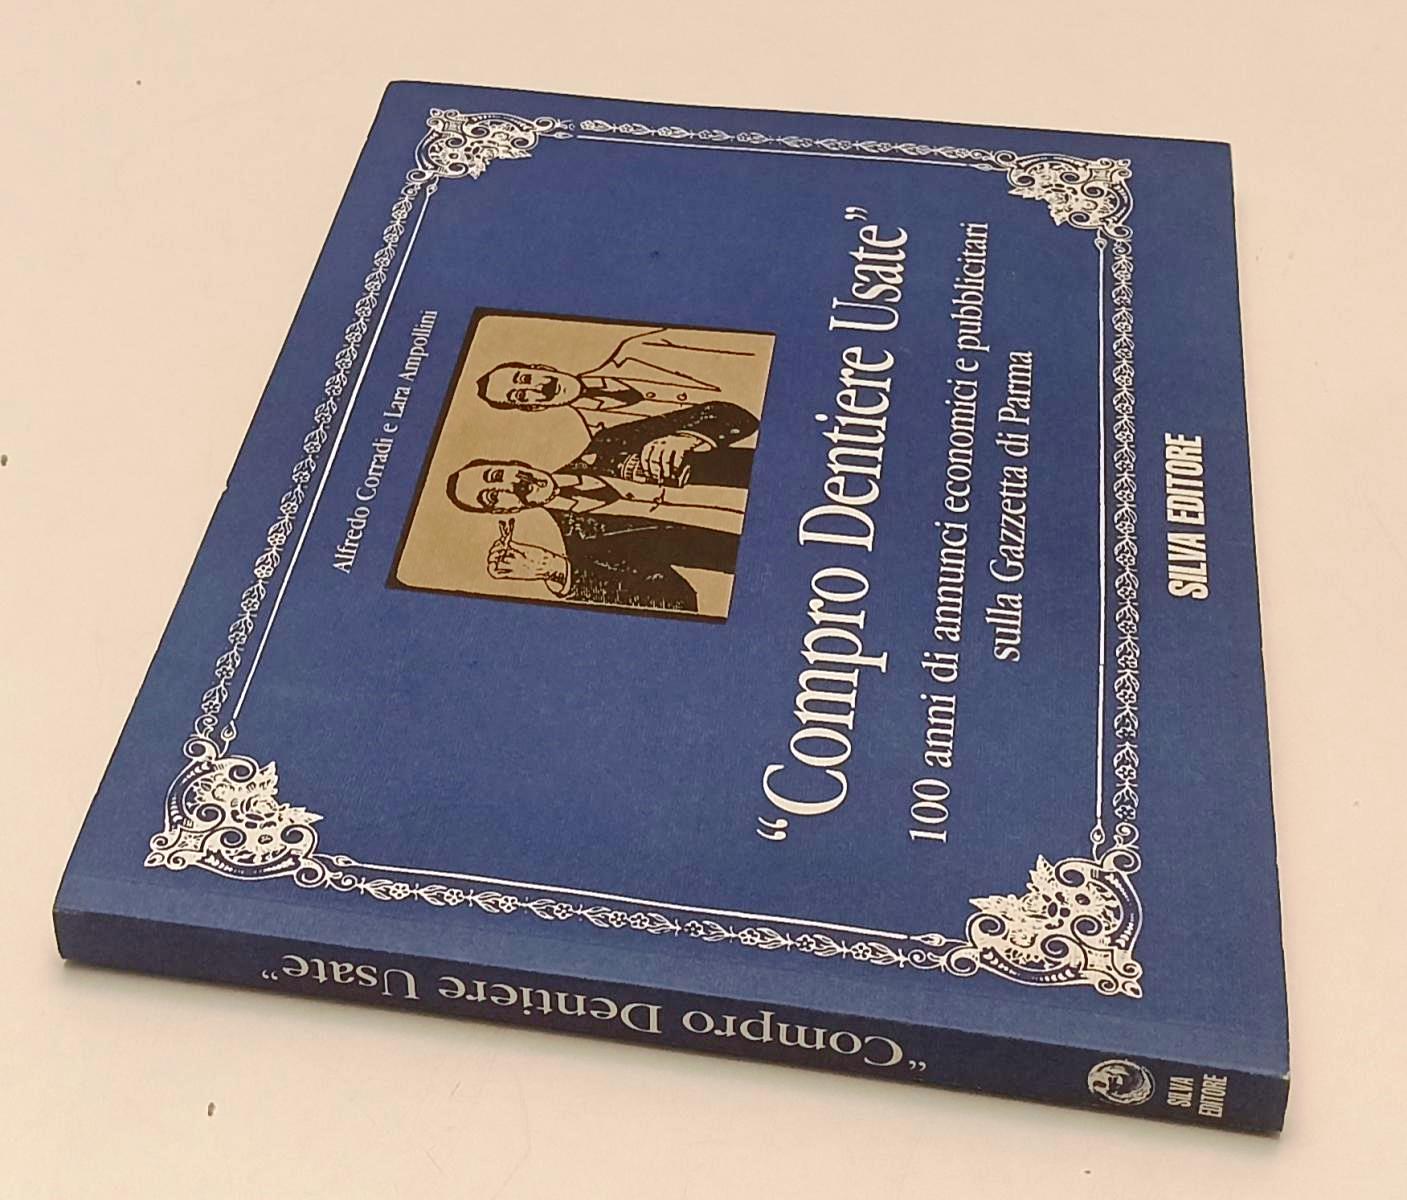 Alfredo Corradi e Lara Ampollini
“Compro Dentiere Usate”
100 anni di annunci economici e pubblicitari
sulla Gazzetta di Parma
SILVA EDITORE
“Compro Dentiere Usate”
SILVA
EDITORE